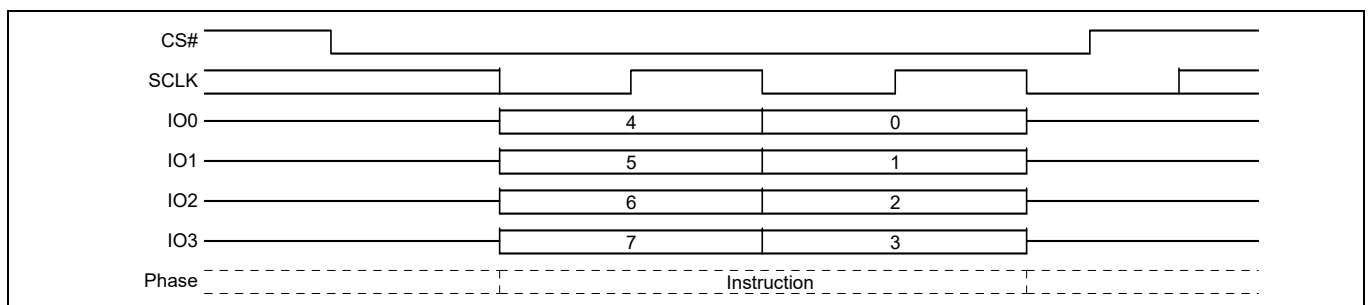 CS#
SCLK
IO0 4 0
IO1 5 1
IO2 6 2
IO3 7 3
Phase Instruction